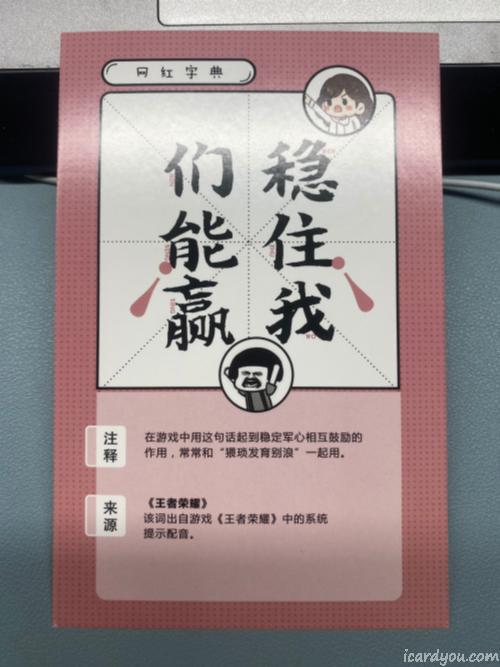 网红字典
稳住我
们能赢
注释
在游戏中用这句话起到稳定军心相互鼓励的
作用，常常和“猥琐发育别浪”一起用。
来源
《王者荣耀》
该词出自游戏《王者荣耀》中的系统
提示配音。
icardyou.com